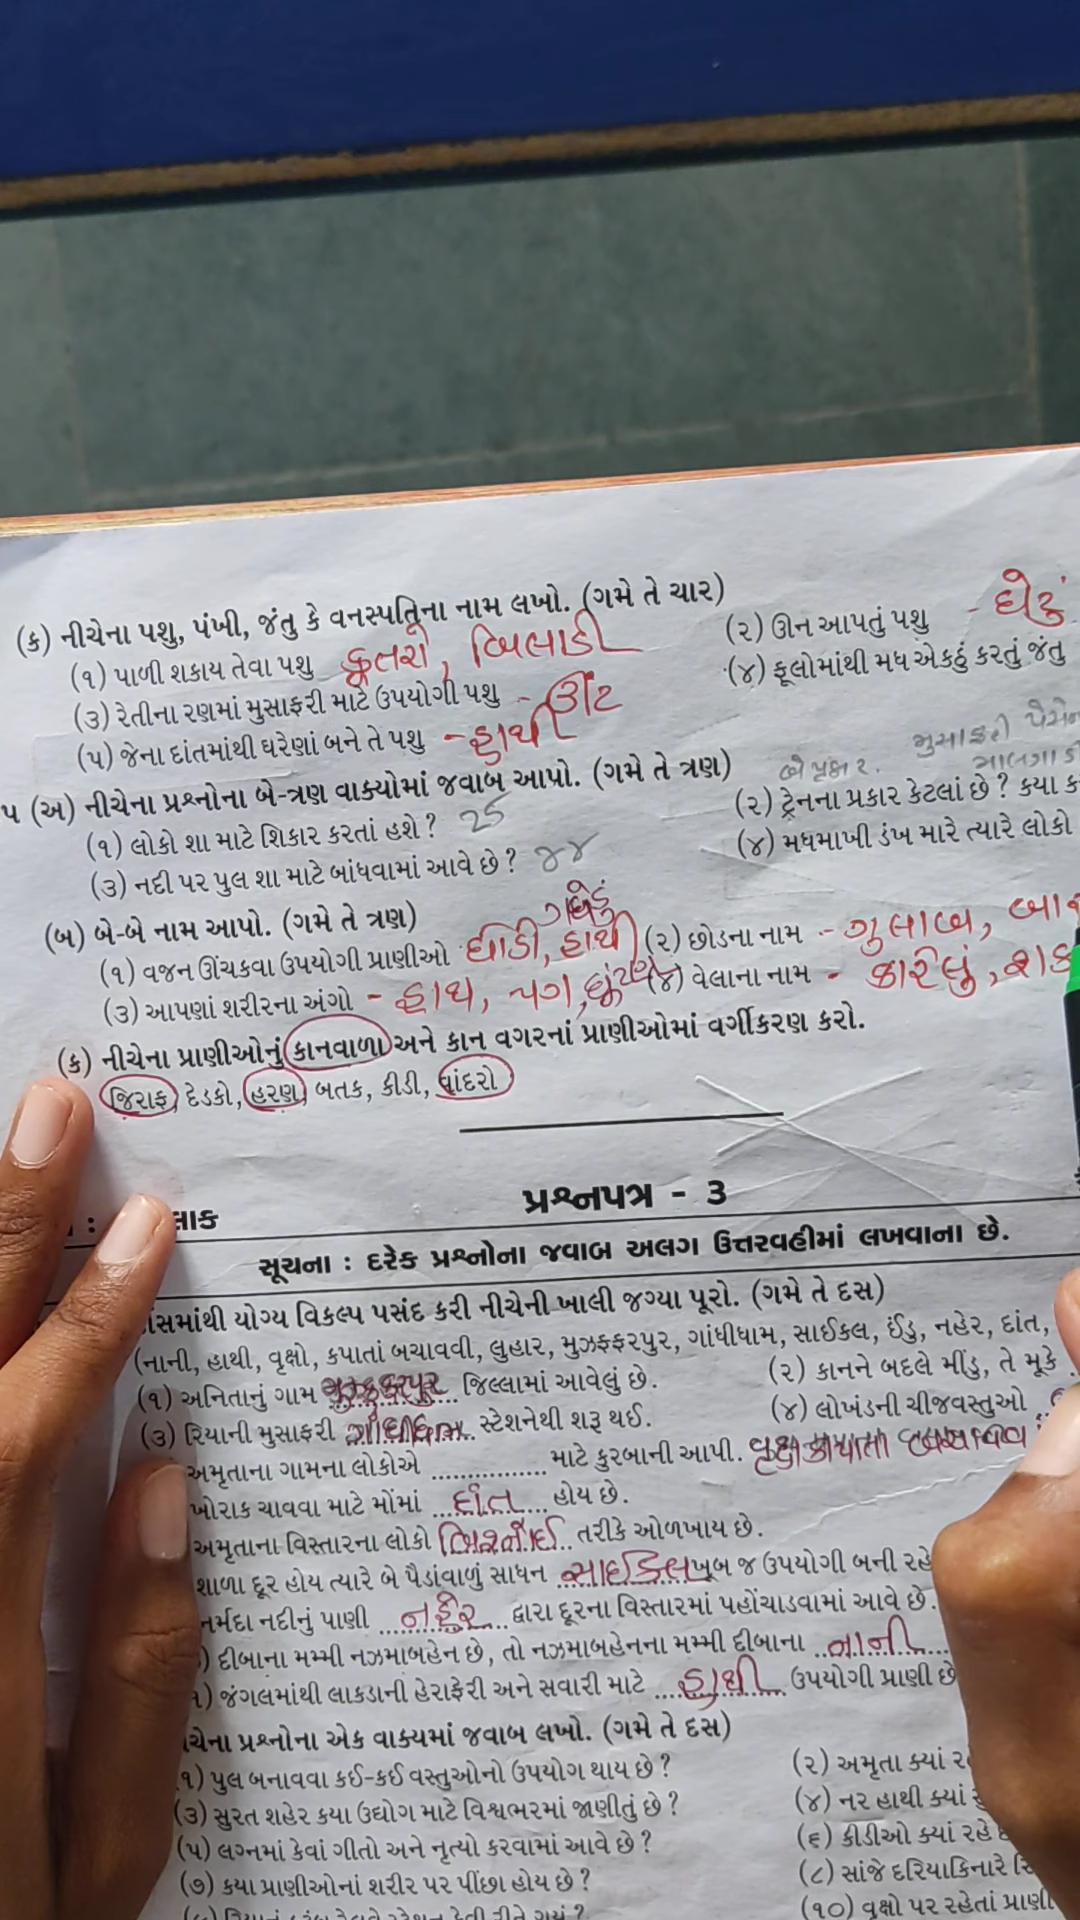 (ક) નીચેના પશુ, પંખી, જંતુ કે વનસ્પતિના નામ લખો. (ગમે તે ચાર)
(૧) પાળી શકાય તેવા પશુ કૂતરો, બિલાડી (૨) ઊન આપતું પશુ - ઘેટું
(૩) રેતીના રણમાં મુસાફરી માટે ઉપયોગી પશુ - ઊંટ (૪) ફૂલોમાંથી મધ એકઠું કરતું જંતુ
(૫) જેના દાંતમાંથી ઘરેણાં બને તે પશુ - હાથી
૫ (અ) નીચેના પ્રશ્નોના બે-ત્રણ વાક્યોમાં જવાબ આપો. (ગમે તે ત્રણ) બે પ્રકાર. મુસાફરી
(૧) લોકો શા માટે શિકાર કરતાં હશે? 25 (૨) ટ્રેનના પ્રકાર કેટલાં છે? કયા
(૩) નદી પર પુલ શા માટે બાંધવામાં આવે છે? ૪૪ (૪) મધમાખી ડંખ મારે ત્યારે લોકો
(બ) બે-બે નામ આપો. (ગમે તે ત્રણ) ગધેડું
(૧) વજન ઊંચકવા ઉપયોગી પ્રાણીઓ ઘોડી, હાથી (૨) છોડના નામ - ગુલાબ,
(૩) આપણાં શરીરના અંગો - હાથ, પગ, (૪) વેલાના નામ - કારેલું,
(ક) નીચેના પ્રાણીઓનું કાનવાળા અને કાન વગરનાં પ્રાણીઓમાં વર્ગીકરણ કરો.
જિરાફ, દેડકો, હરણ, બતક, કીડી, વાંદરો
પ્રશ્નપત્ર - ૩
સૂચના : દરેક પ્રશ્નોના જવાબ અલગ ઉત્તરવહીમાં લખવાના છે.
યોગ્ય વિકલ્પ પસંદ કરી નીચેની ખાલી જગ્યા પૂરો. (ગમે તે દસ)
(નાની, હાથી, વૃક્ષો, કપાતાં બચાવવી, લુહાર, મુઝફ્ફરપુર, ગાંધીધામ, સાઈકલ, ઈંડુ, નહેર, દાંત,
(૧) અનિતાનું ગામ મુઝફ્ફરપુર જિલ્લામાં આવેલું છે. (૨) કાનને બદલે મીંડુ, તે મૂકે
(૩) રિયાની મુસાફરી ગાંધીધામ સ્ટેશનેથી શરૂ થઈ. (૪) લોખંડની ચીજવસ્તુઓ
અમૃતાના ગામના લોકોએ ............... માટે કુરબાની આપી.
ખોરાક ચાવવા માટે મોંમાં દાંત હોય છે.
અમૃતાના વિસ્તારના લોકો બિશ્નોઈ તરીકે ઓળખાય છે.
શાળા દૂર હોય ત્યારે બે પૈડાંવાળું સાધન સાઈકલ ખૂબ જ ઉપયોગી બની રહે
નર્મદા નદીનું પાણી નહેર દ્વારા દૂરના વિસ્તારમાં પહોંચાડવામાં આવે છે.
) દીબાના મમ્મી નઝમાબહેન છે, તો નઝમાબહેનના મમ્મી દીબાના નાની
૧) જંગલમાંથી લાકડાની હેરાફેરી અને સવારી માટે હાથી ઉપયોગી પ્રાણી છે
પ્રશ્નોના એક વાક્યમાં જવાબ લખો. (ગમે તે દસ)
૧) પુલ બનાવવા કઈ-કઈ વસ્તુઓનો ઉપયોગ થાય છે? (૨) અમૃતા ક્યાં
(૩) સુરત શહેર કયા ઉદ્યોગ માટે વિશ્વભરમાં જાણીતું છે? (૪) નર હાથી ક્યાં
(૫) લગ્નમાં કેવાં ગીતો અને નૃત્યો કરવામાં આવે છે? (૬) કીડીઓ ક્યાં રહે
(૭) કયા પ્રાણીઓનાં શરીર પર પીંછા હોય છે? (૮) સાંજે દરિયાકિનારે
(૧૦) વૃક્ષો પર રહેતાં પ્રાણી